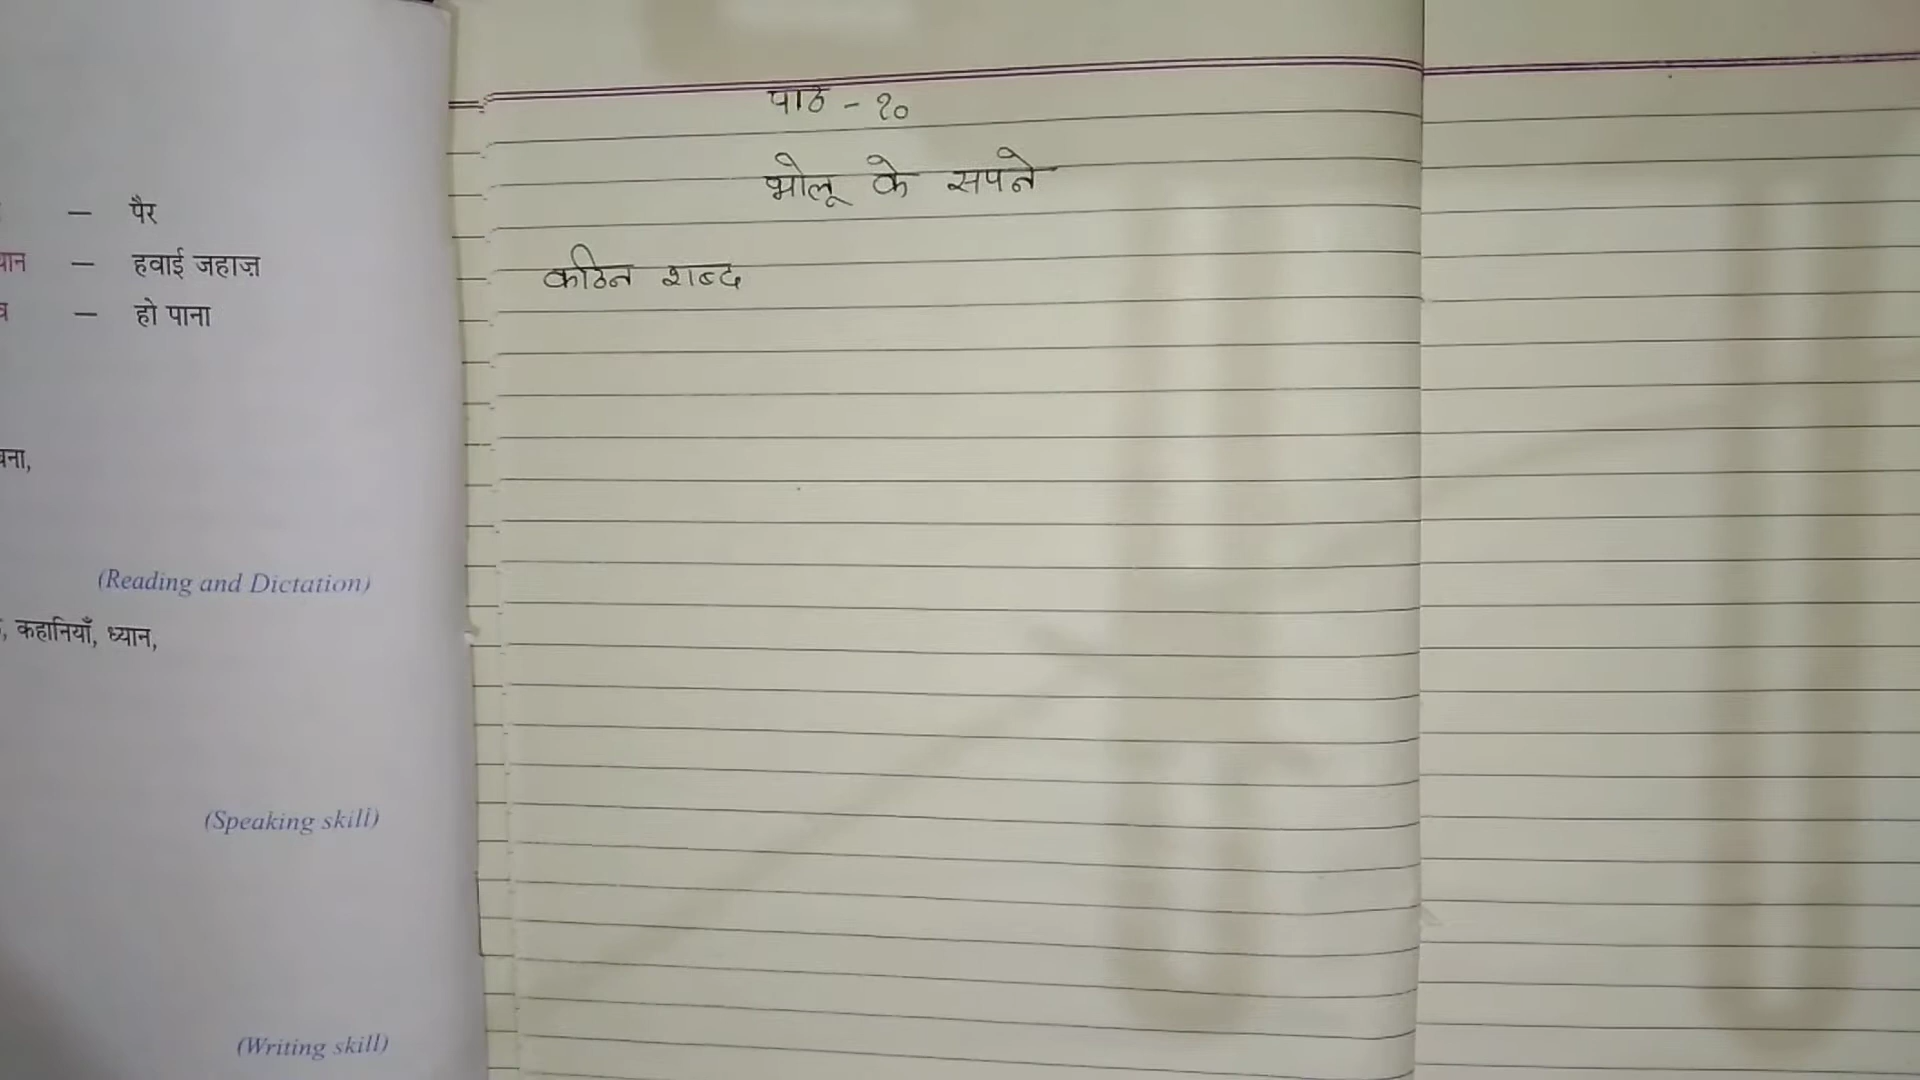 — पैर
— हवाई जहाज़
— हो पाना
(Reading and Dictation)
कहानियाँ, ध्यान,
(Speaking skill)
(Writing skill)
पाठ - १०
भोलू के सपने
कठिन शब्द